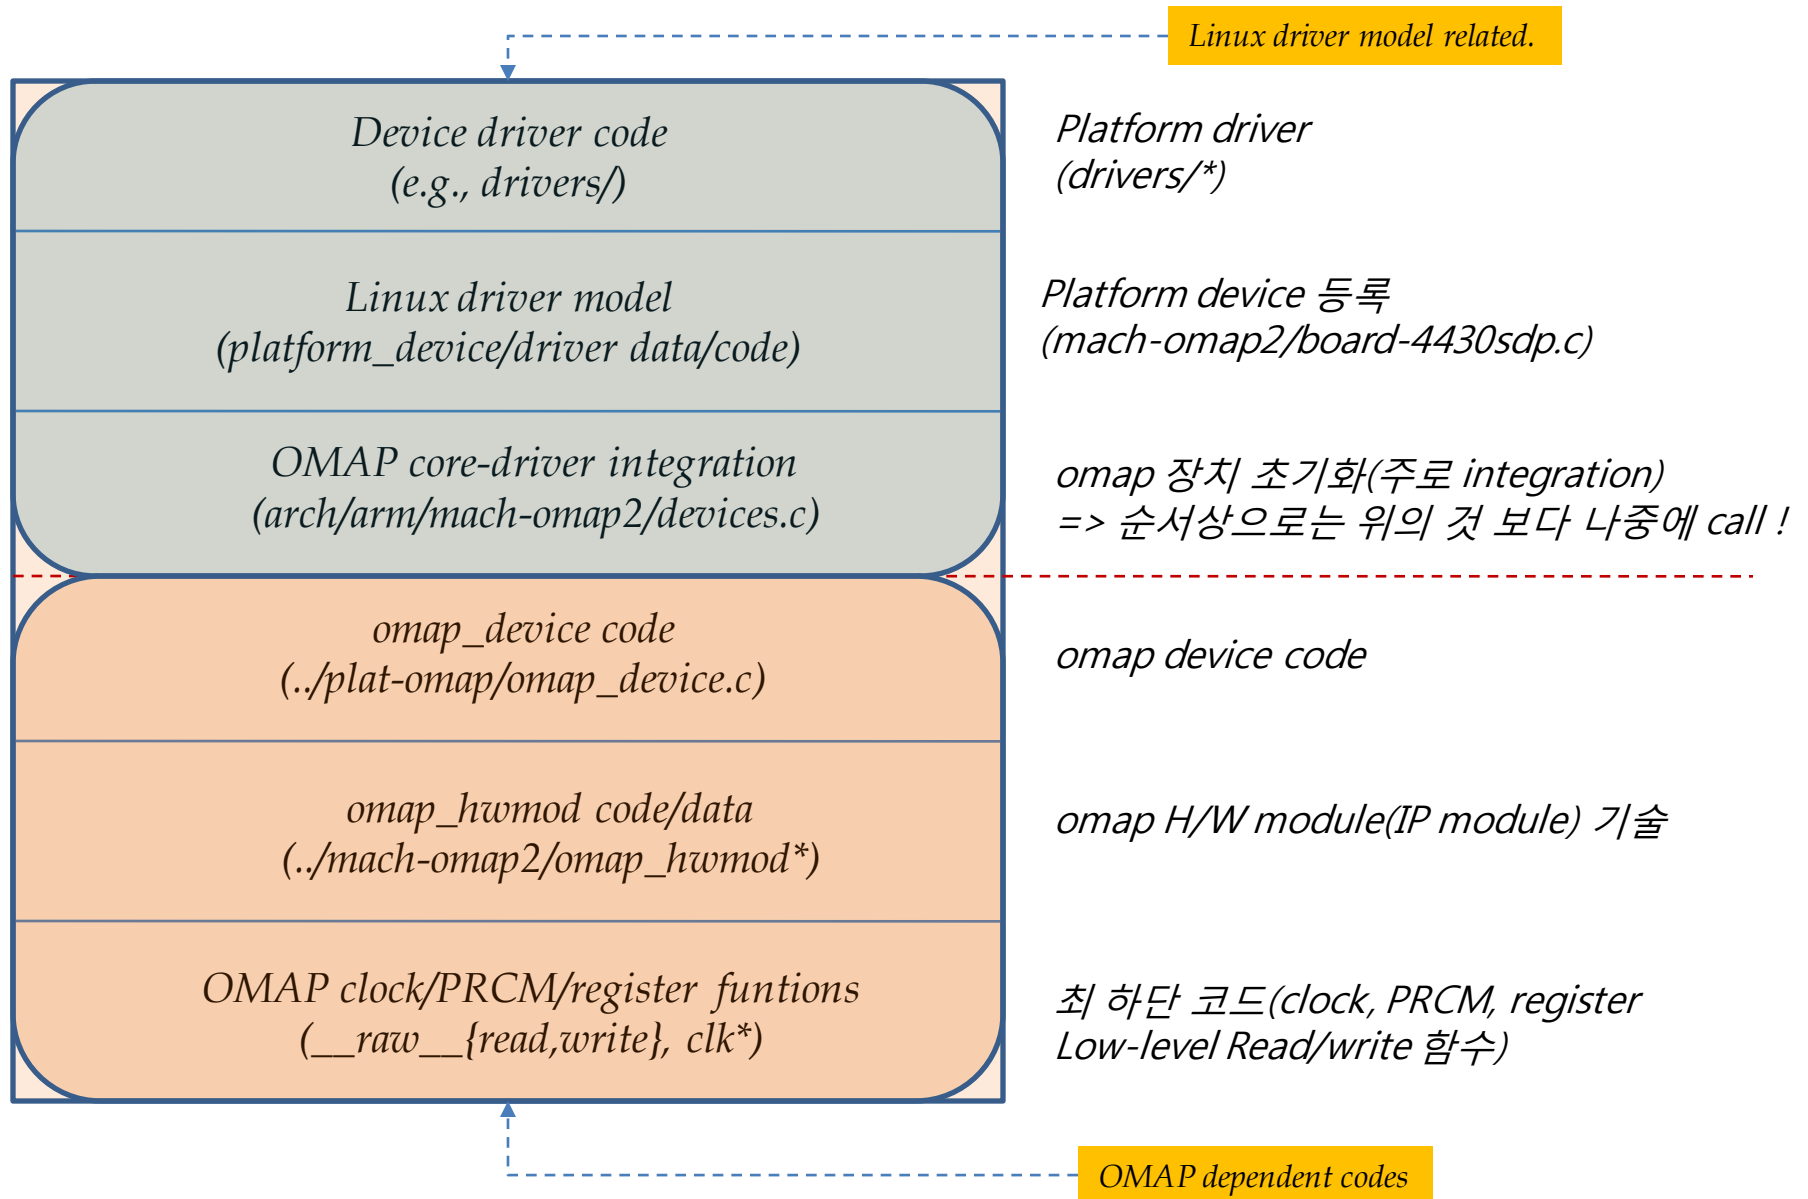 Linux driver model related.
Device driver code
(e.g., drivers/)
Platform driver
(drivers/*)
Linux driver model
(platform_device/driver data/code)
Platform device 등록
(mach-omap2/board-4430sdp.c)
OMAP core-driver integration
(arch/arm/mach-omap2/devices.c)
omap 장치 초기화(주로 integration)
=> 순서상으로는 위의 것 보다 나중에 call !
omap_device code
(../plat-omap/omap_device.c)
omap device code
omap_hwmod code/data
(../mach-omap2/omap_hwmod*)
omap H/W module(IP module) 기술
OMAP clock/PRCM/register funtions
(__raw__{read,write}, clk*)
최 하단 코드(clock, PRCM, register
Low-level Read/write 함수)
OMAP dependent codes